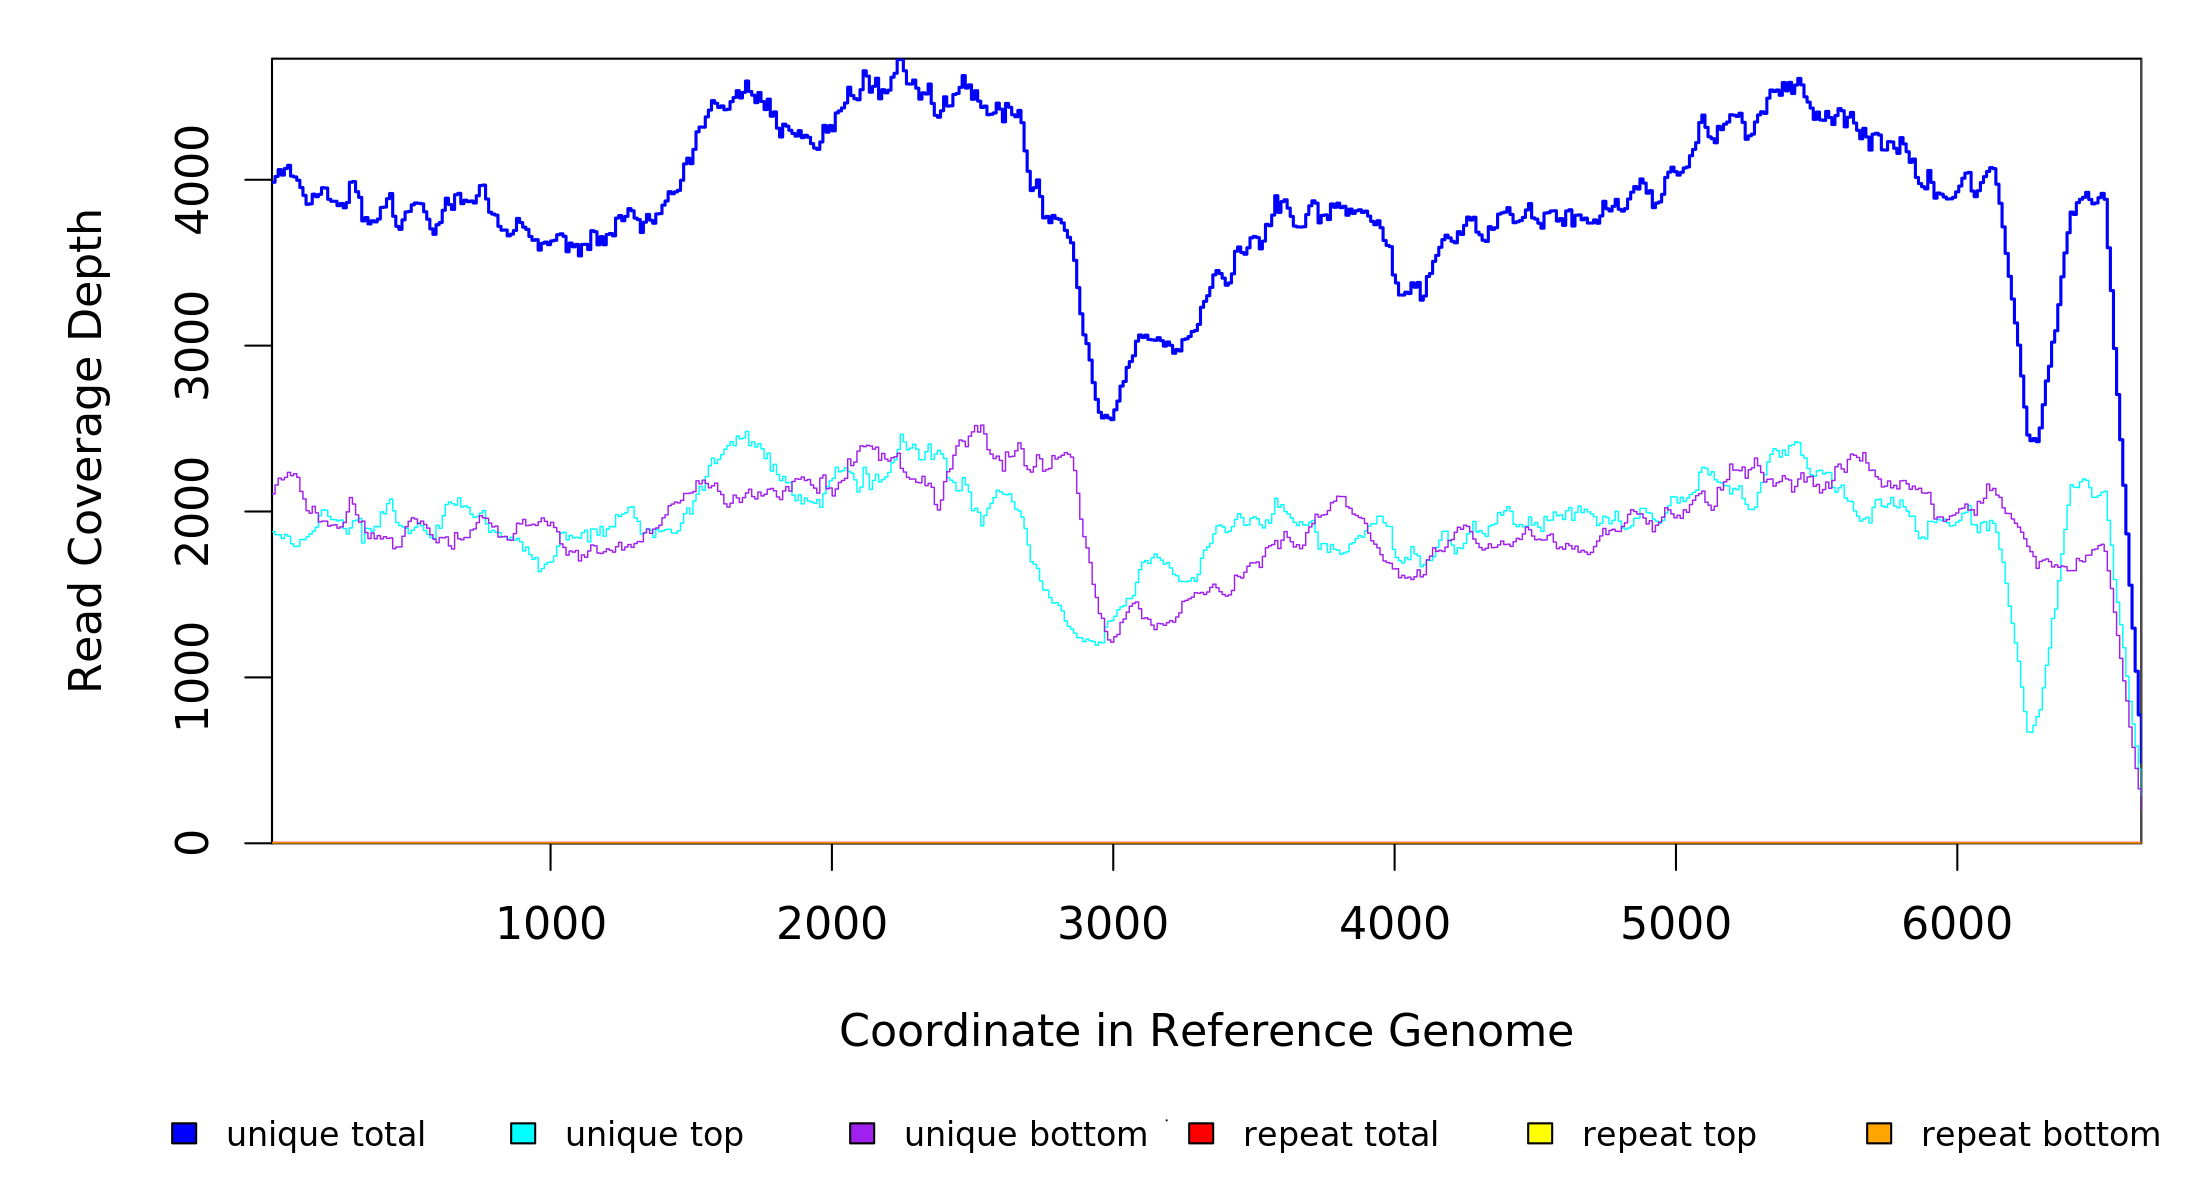 Read Coverage Depth
4000
3000
2000
1000
0
1000 2000 3000 4000 5000 6000
Coordinate in Reference Genome
unique total unique top unique bottom repeat total repeat top repeat bottom